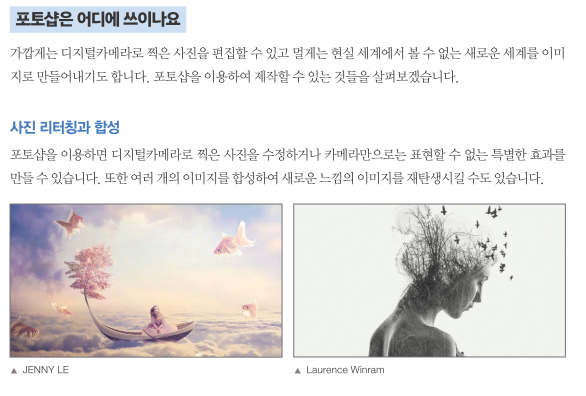 포토샵은 어디에 쓰이나요
가깝게는 디지털카메라로 찍은 사진을 편집할 수 있고 멀게는 현실 세계에서 볼 수 없는 새로운 세계를 이미
지로 만들어내기도 합니다. 포토샵을 이용하여 제작할 수 있는 것들을 살펴보겠습니다.
사진 리터칭과 합성
포토샵을 이용하면 디지털카메라로 찍은 사진을 수정하거나 카메라만으로는 표현할 수 없는 특별한 효과를
만들 수 있습니다. 또한 여러 개의 이미지를 합성하여 새로운 느낌의 이미지를 재탄생시킬 수도 있습니다.
▲ JENNY LE
▲ Laurence Winram